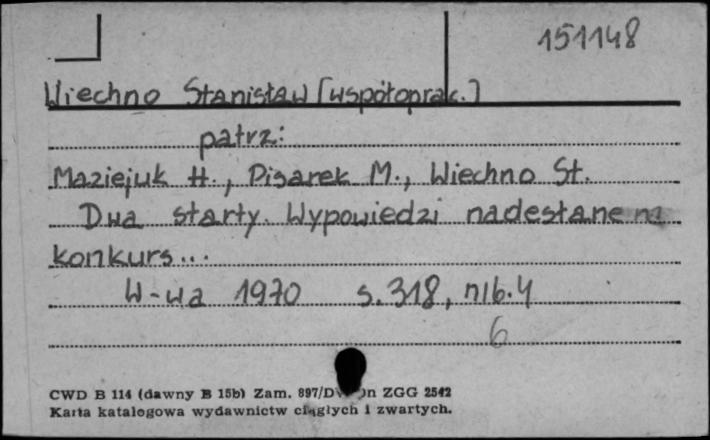 151148
Wiechno Stanisław [współoprac.]
patrz:
Maziejuk H., Pisarek M., Wiechno St.
Dwa starty. Wypowiedzi nadesłane na
konkurs...
W-wa 1970 s. 318, nlb. 4
6
CWD B 114 (dawny B 15b) Zam. 897/D ZGG 2542
Karta katalogowa wydawnictw ciągłych i zwartych.